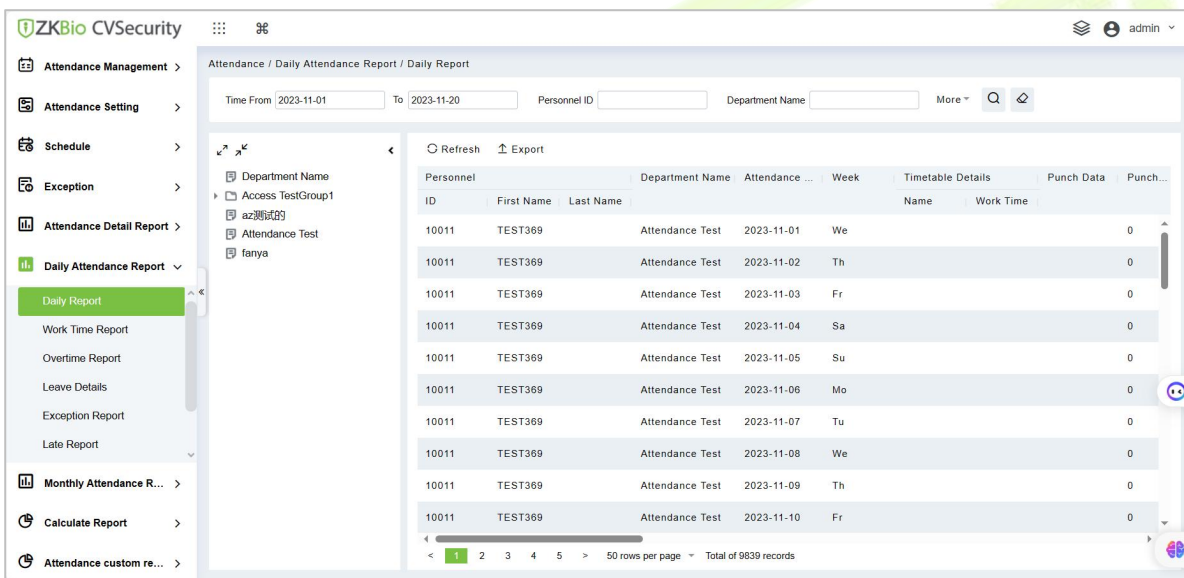 ZKBio CVSecurity
admin
Attendance Management
Attendance Setting
Schedule
Exception
Attendance Detail Report
Daily Attendance Report
Daily Report
Work Time Report
Overtime Report
Leave Details
Exception Report
Late Report
Monthly Attendance R...
Calculate Report
Attendance custom re...
Attendance / Daily Attendance Report / Daily Report
Time From 2023-11-01 To 2023-11-20 Personnel ID Department Name More
Department Name
Access TestGroup1
az测试的
Attendance Test
fanya
Refresh Export
Personnel Department Name Attendance ... Week Timetable Details Punch Data Punch...
ID First Name Last Name Name Work Time
10011 TEST369 Attendance Test 2023-11-01 We 0
10011 TEST369 Attendance Test 2023-11-02 Th 0
10011 TEST369 Attendance Test 2023-11-03 Fr 0
10011 TEST369 Attendance Test 2023-11-04 Sa 0
10011 TEST369 Attendance Test 2023-11-05 Su 0
10011 TEST369 Attendance Test 2023-11-06 Mo 0
10011 TEST369 Attendance Test 2023-11-07 Tu 0
10011 TEST369 Attendance Test 2023-11-08 We 0
10011 TEST369 Attendance Test 2023-11-09 Th 0
10011 TEST369 Attendance Test 2023-11-10 Fr 0
< 1 2 3 4 5 > 50 rows per page Total of 9839 records